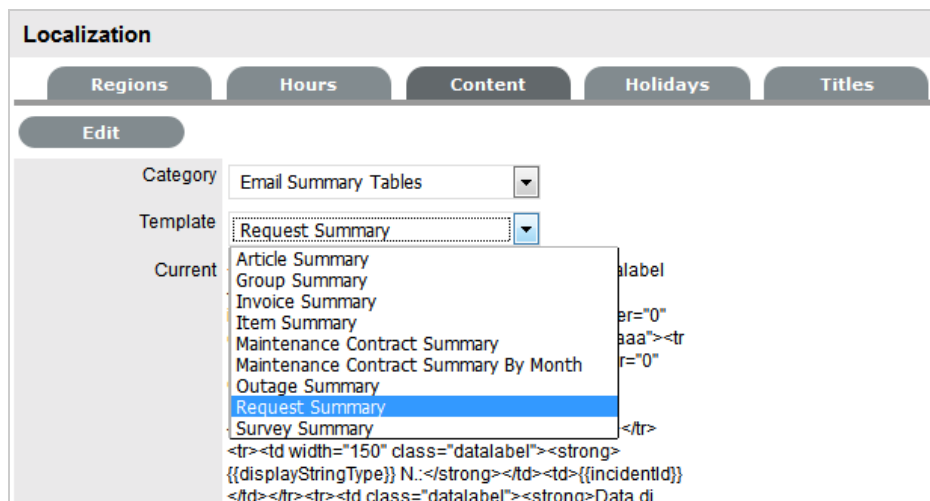 Localization
Regions Hours Content Holidays Titles
Edit
Category Email Summary Tables
Template Request Summary
Article Summary
Current alabel
Group Summary
Invoice Summary
er="0"
Item Summary
aaa"><tr
Maintenance Contract Summary
Maintenance Contract Summary By Month r="0"
Outage Summary
Request Summary
Survey Summary </tr>
<tr><td width="150" class="datalabel"><strong>
{{displayStringType}} N.:</strong></td><td>{{incidentId}}
</td></tr><tr><td class="datalabel"><strong>Data di